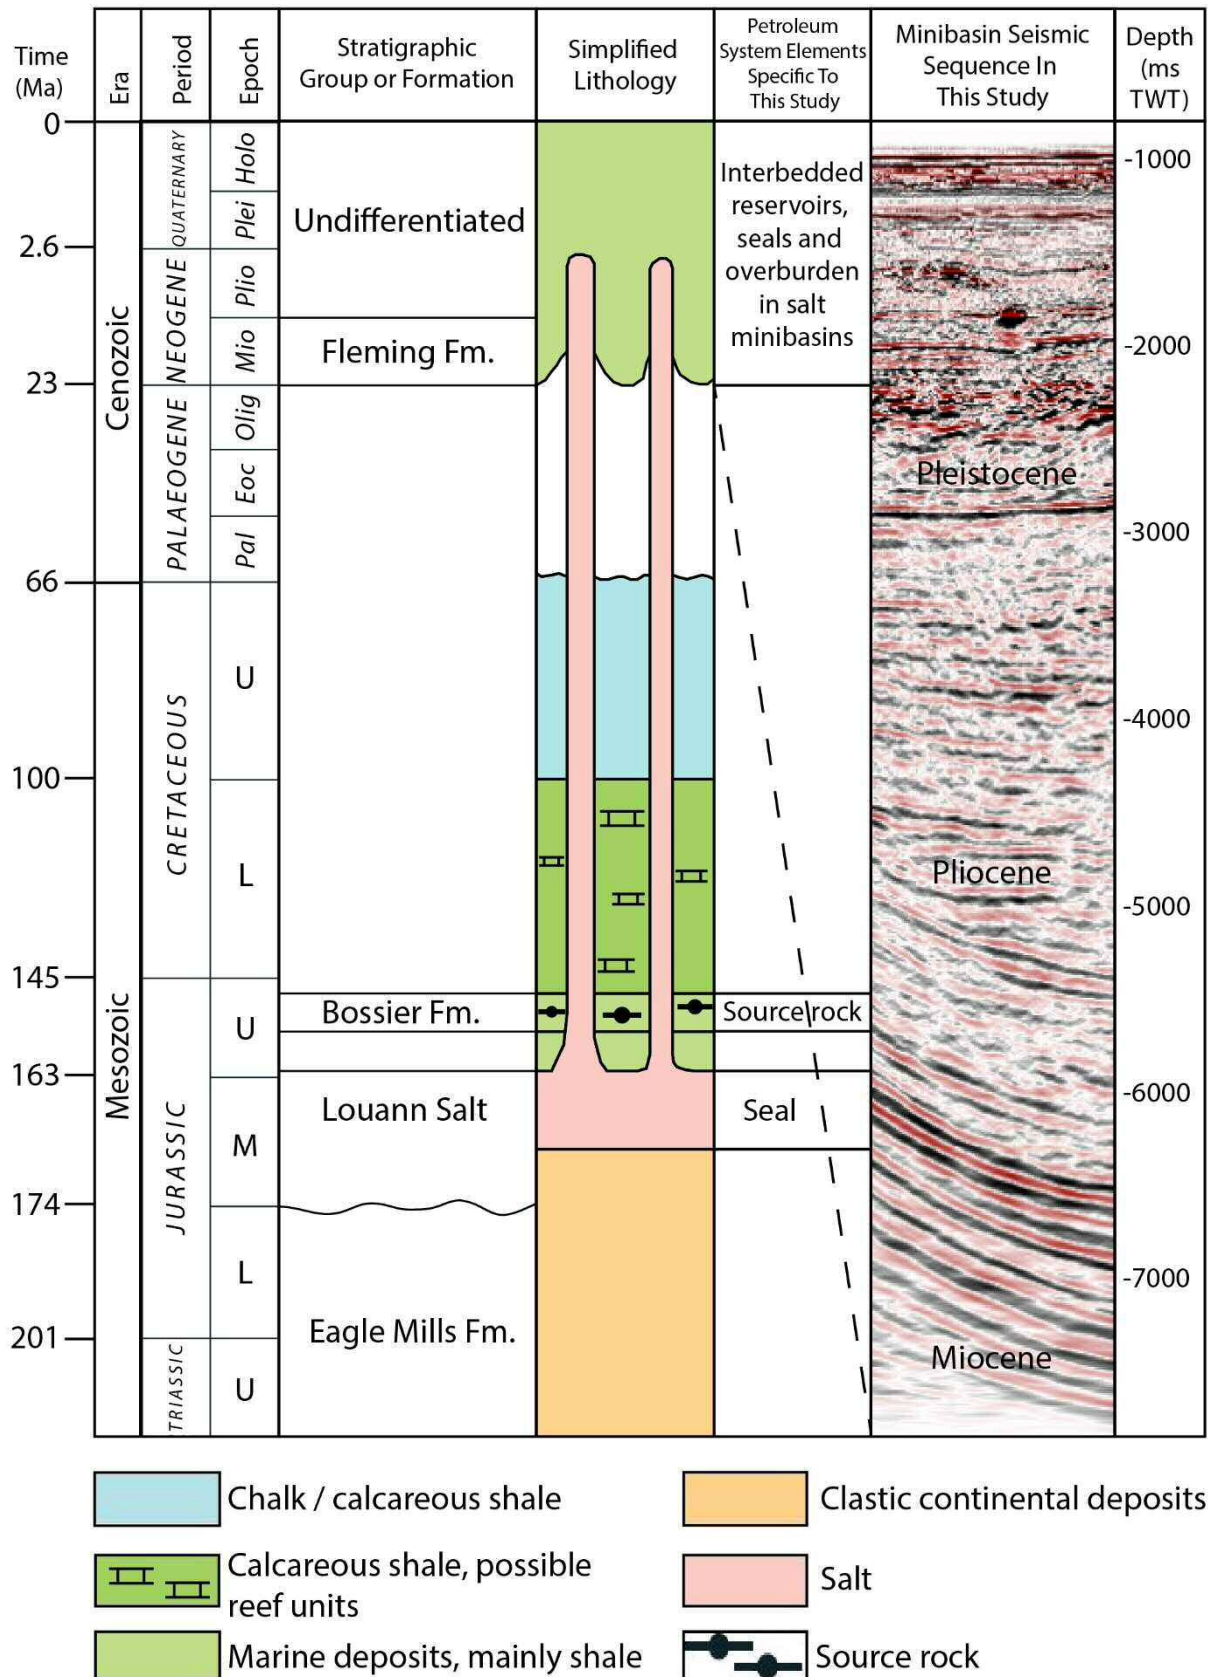 Time
(Ma)
Era
Period
Epoch
Stratigraphic
Group or Formation
Simplified
Lithology
Petroleum
System Elements
Specific To
This Study
Minibasin Seismic
Sequence In
This Study
Depth
(ms
TWT)
0
2.6
23
66
100
145
163
174
201
Cenozoic
Mesozoic
QUATERNARY
NEOGENE
PALAEOGENE
CRETACEOUS
JURASSIC
TRIASSIC
Holo
Plei
Plio
Mio
Olig
Eoc
Pal
U
L
U
M
L
U
Undifferentiated
Fleming Fm.
Bossier Fm.
Louann Salt
Eagle Mills Fm.
Interbedded
reservoirs,
seals and
overburden
in salt
minibasins
Source rock
Seal
Pleistocene
Pliocene
Miocene
-1000
-2000
-3000
-4000
-5000
-6000
-7000
Chalk / calcareous shale
Calcareous shale, possible
reef units
Marine deposits, mainly shale
Clastic continental deposits
Salt
Source rock